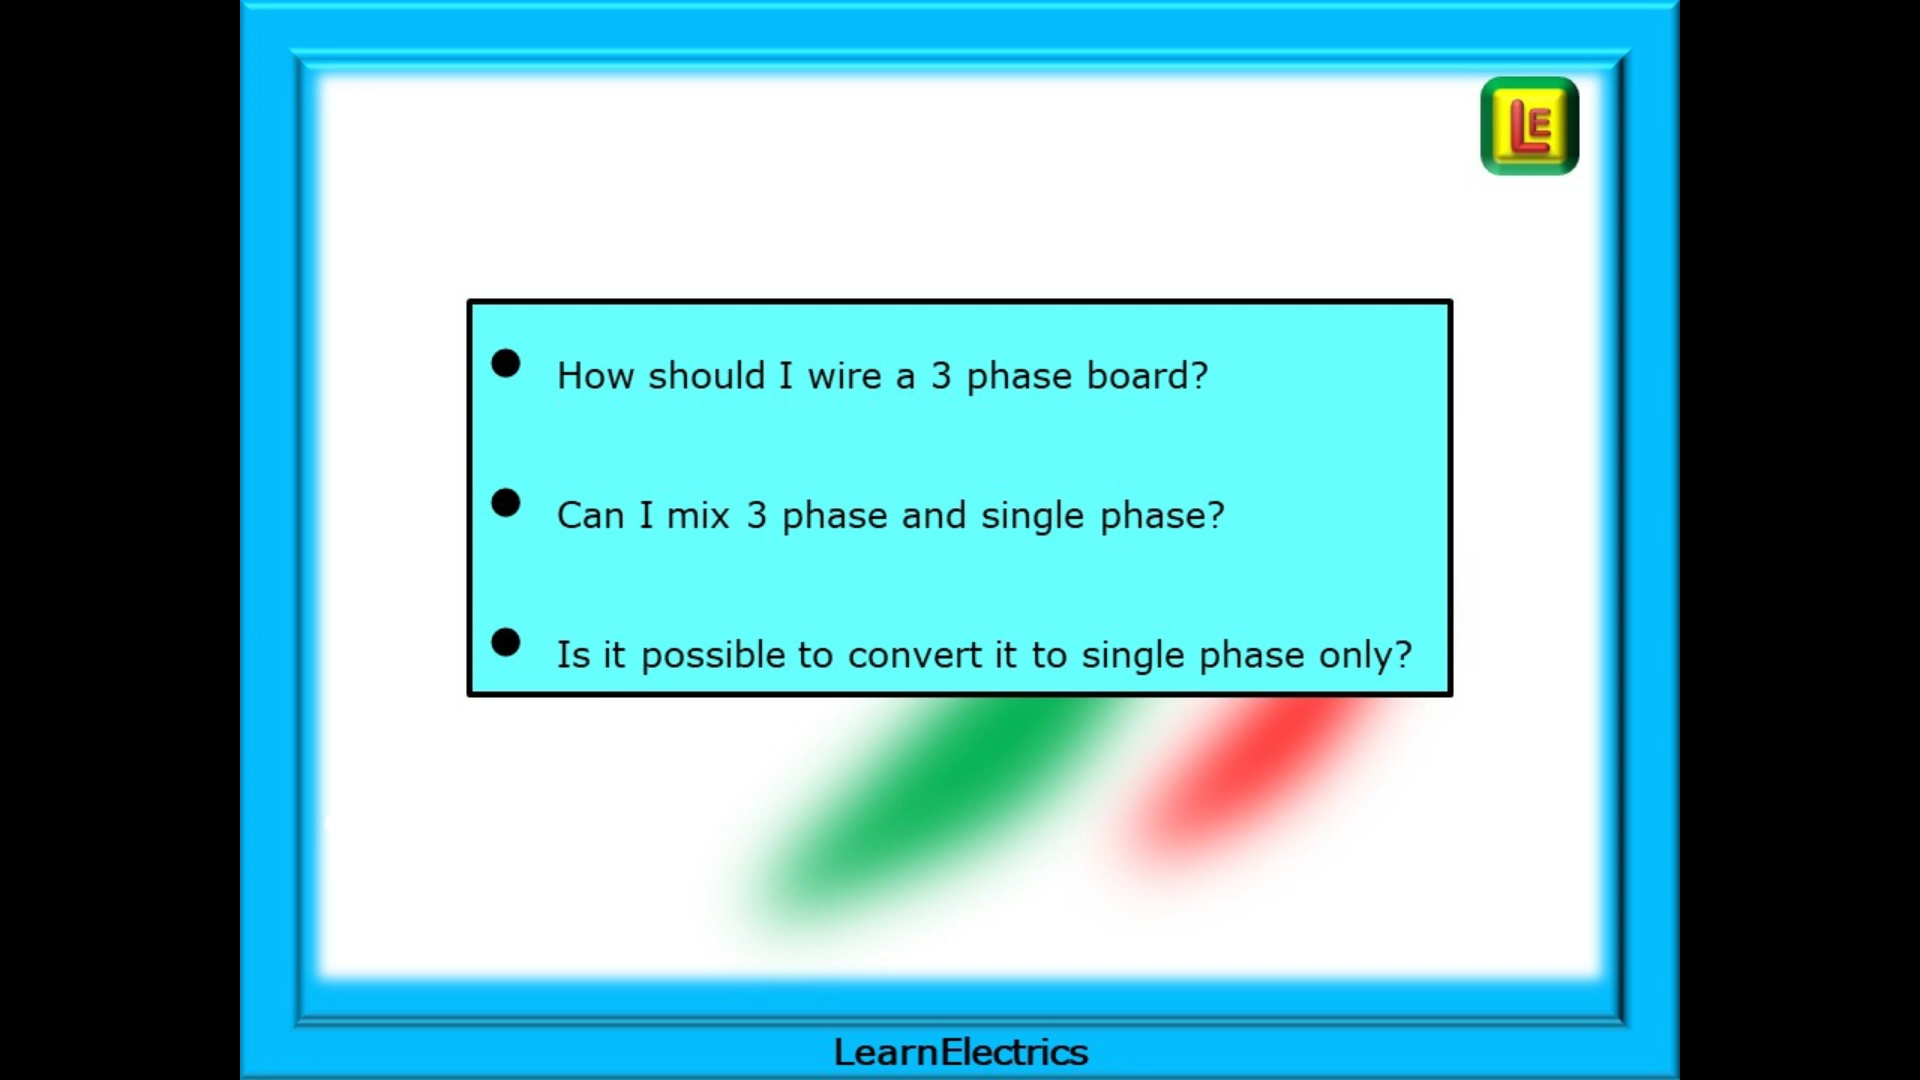 LE
How should I wire a 3 phase board?
Can I mix 3 phase and single phase?
Is it possible to convert it to single phase only?
LearnElectrics